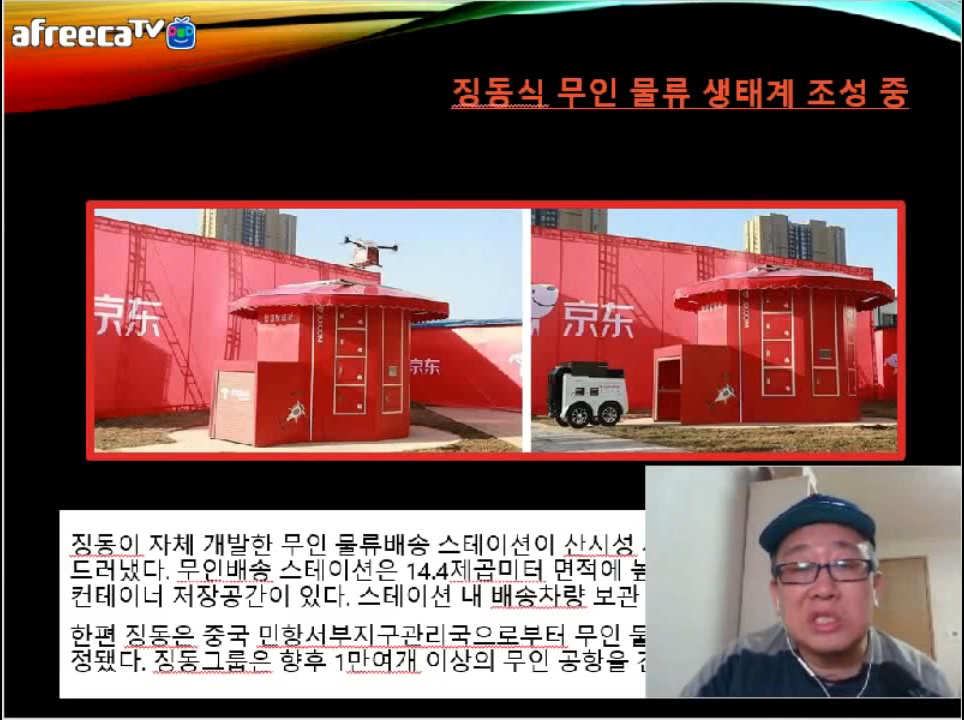 afreecaTV
징동식 무인 물류 생태계 조성 중
京东
京东
京东
징동이 자체 개발한 무인 물류배송 스테이션이 산시성
드러냈다. 무인배송 스테이션은 14.4제곱미터 면적에
컨테이너 저장공간이 있다. 스테이션 내 배송차량 보관
한편 징동은 중국 민항서부지구관리국으로부터 무인
정됐다. 징동그룹은 향후 1만여개 이상의 무인 공항을